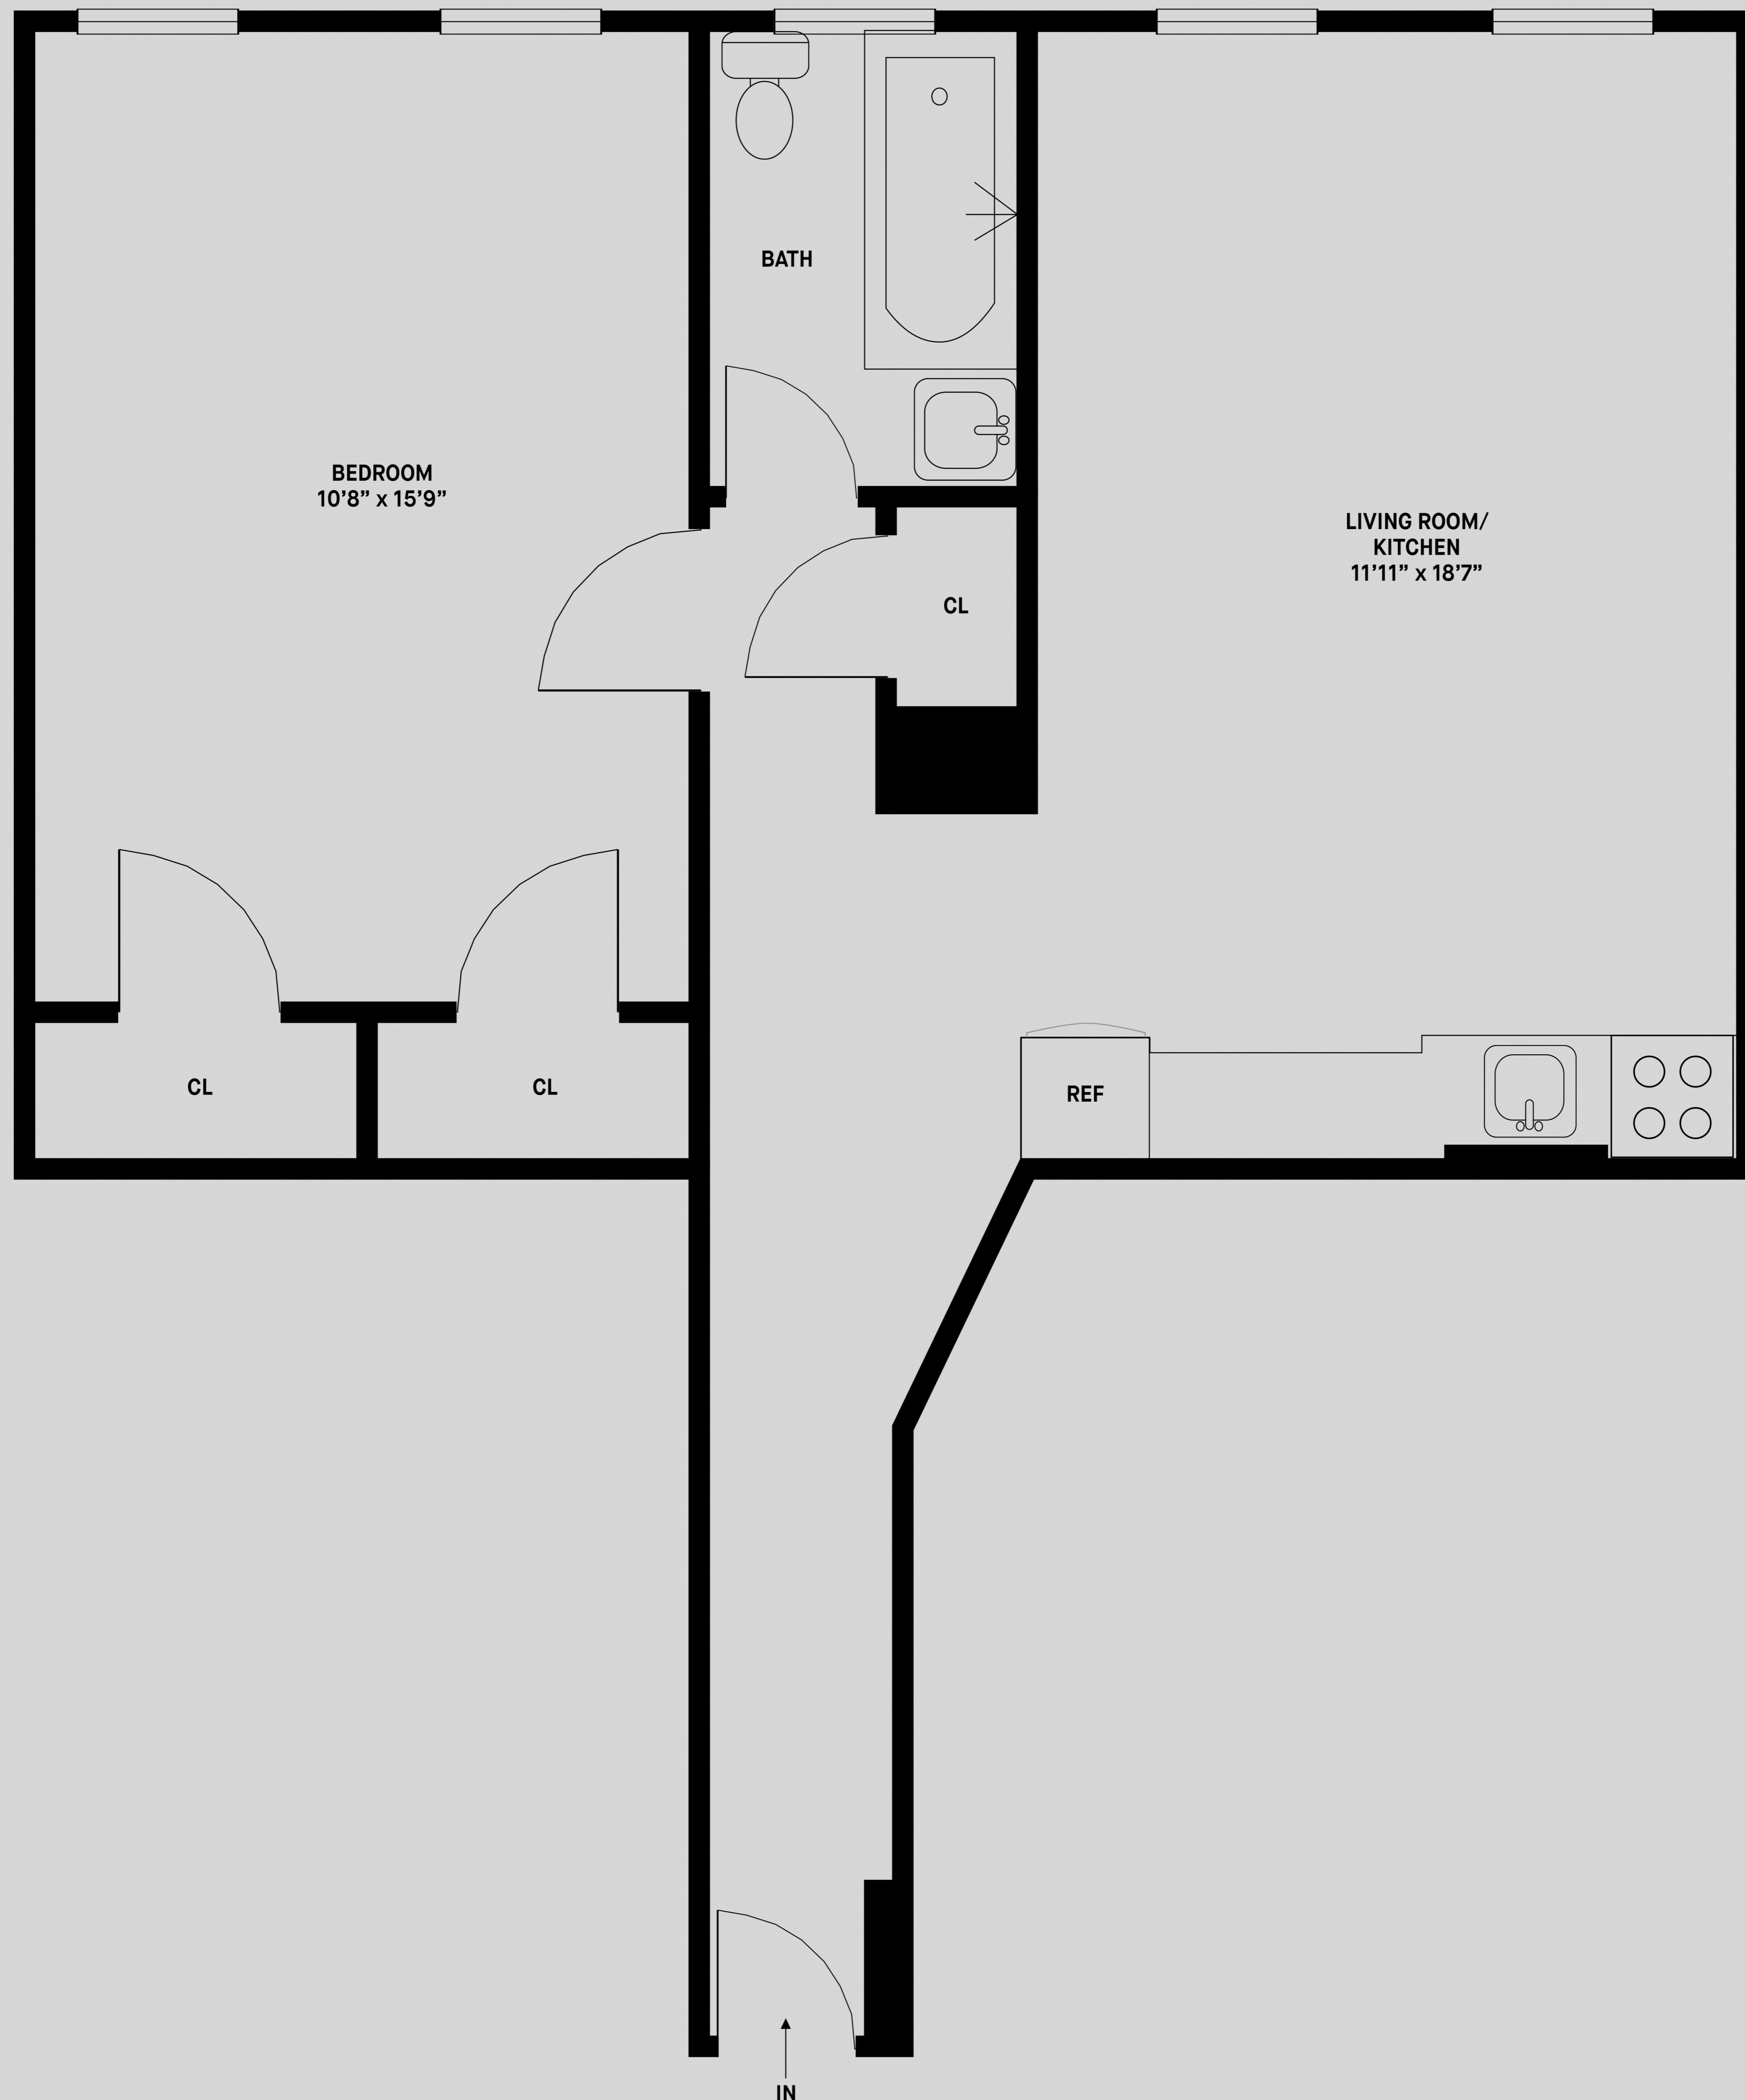 BATH
BEDROOM
10’8” x 15’9”
LIVING ROOM/
KITCHEN
11’11” x 18’7”
CL
CL
CL
REF
IN